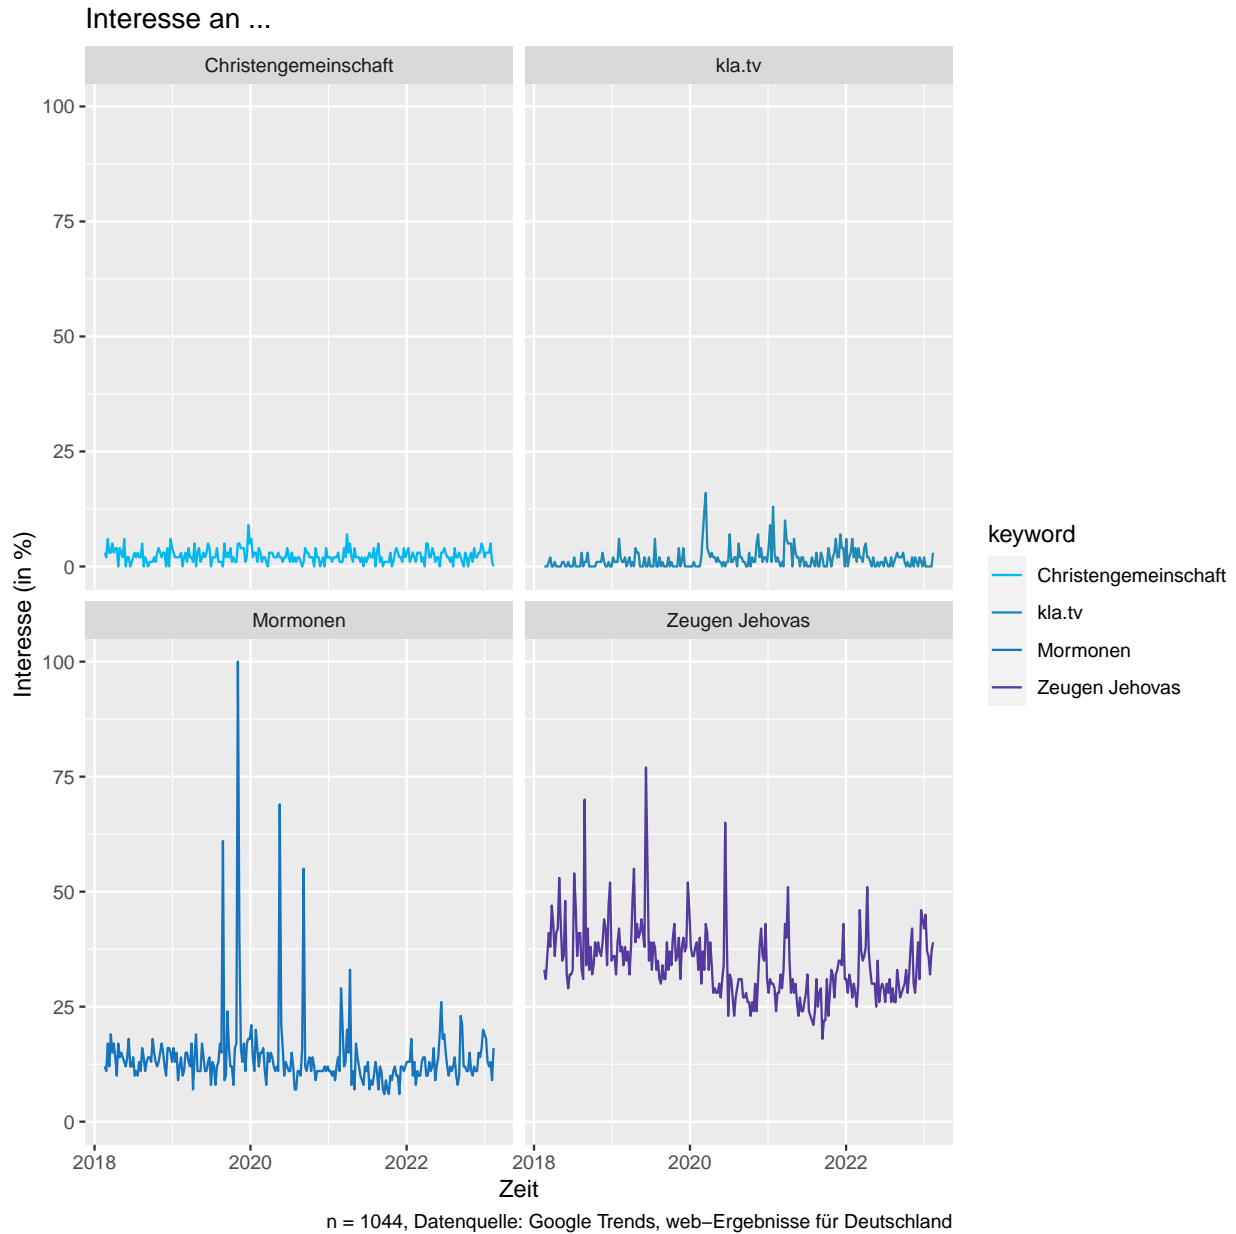 Interesse an ...
Christengemeinschaft
kla.tv
100
75
50
25
0
Mormonen
Zeugen Jehovas
100
75
50
25
0
2018
2020
2022
2018
2020
2022
Interesse (in %)
Zeit
keyword
Christengemeinschaft
kla.tv
Mormonen
Zeugen Jehovas
n = 1044, Datenquelle: Google Trends, web−Ergebnisse für Deutschland